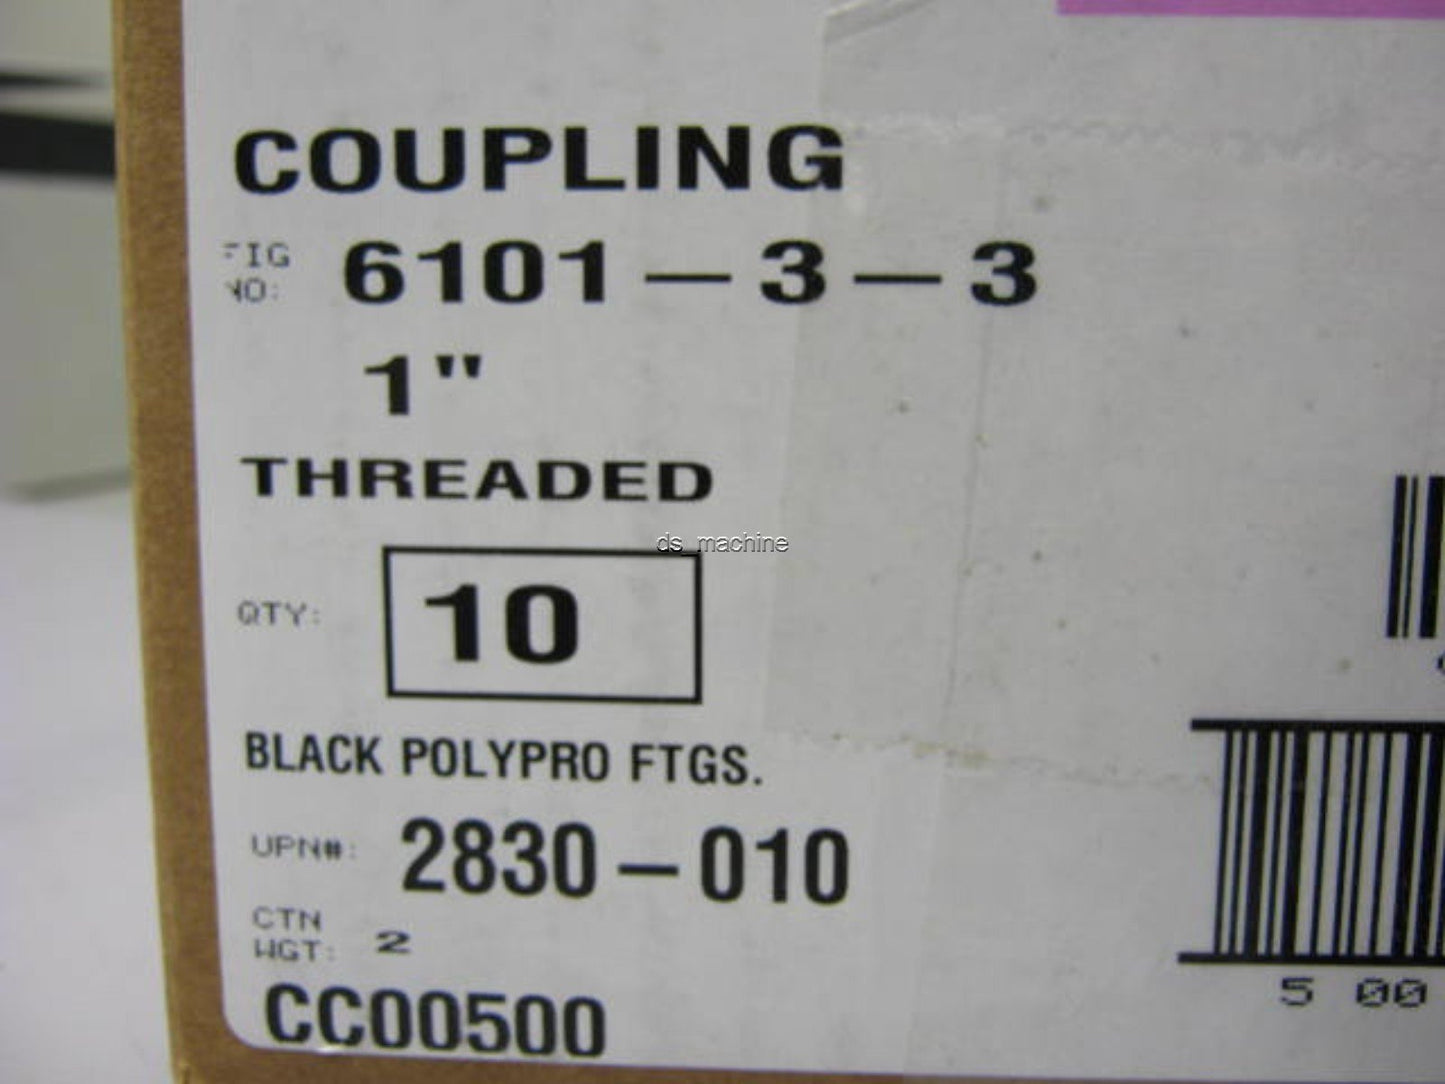 COUPLING
FIG
NO: 6101-3-3
1"
THREADED
ds_machine
QTY: 10
BLACK POLYPRO FTGS.
UPN#: 2830-010
CTN
WGT: 2
CC00500
5 00